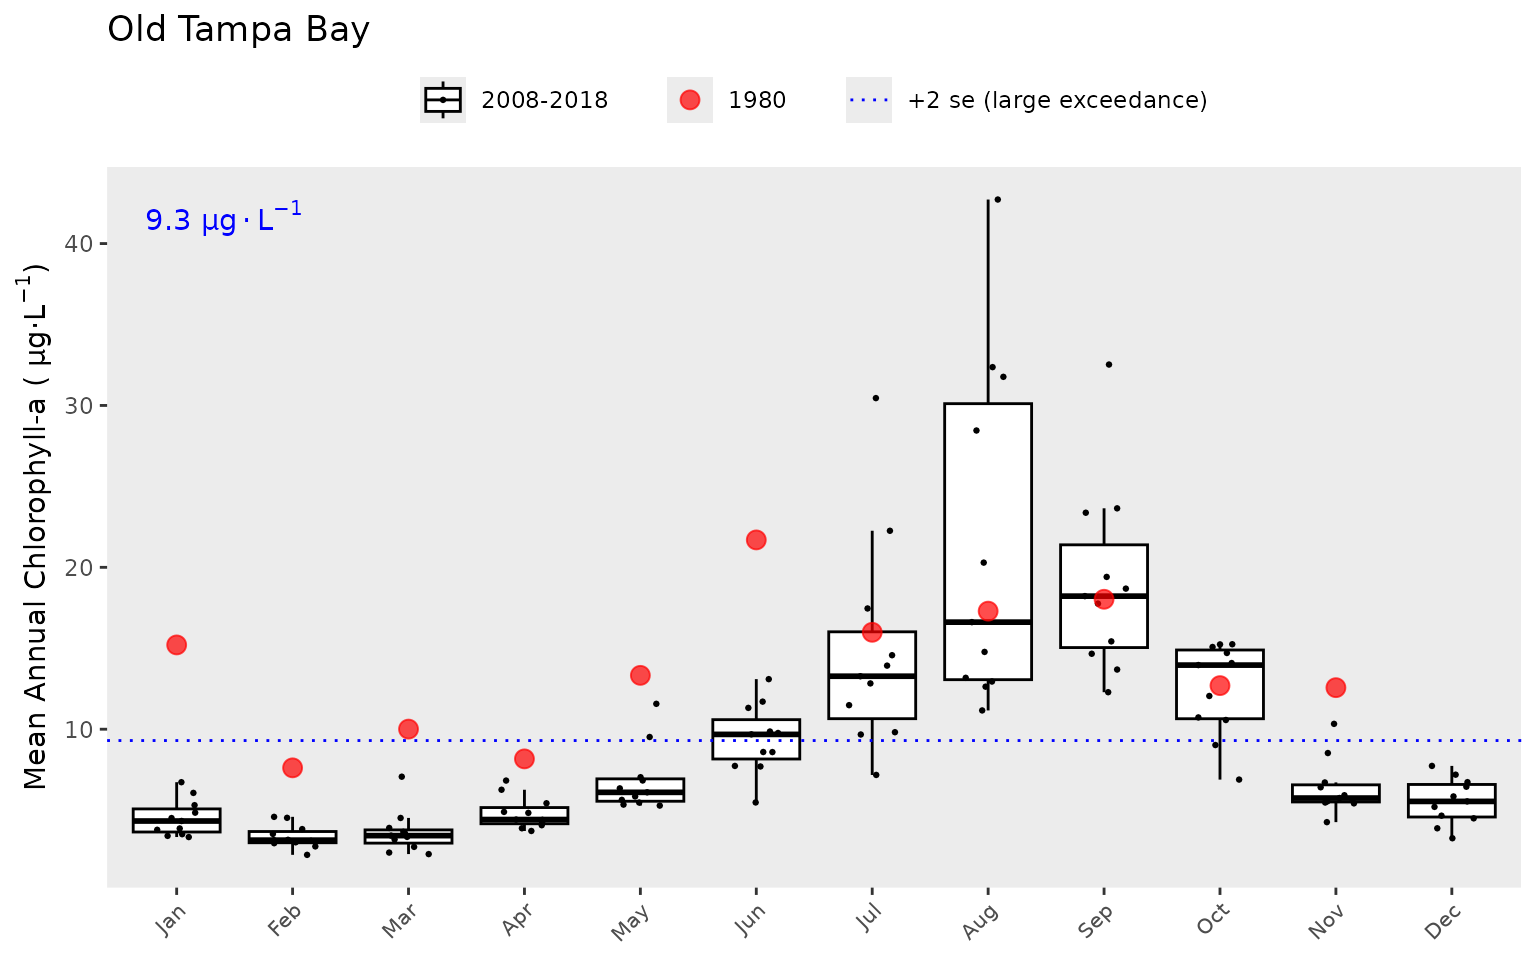 Old Tampa Bay
2008-2018 1980 +2 se (large exceedance)
9.3 µg·L⁻¹
Mean Annual Chlorophyll-a ( µg·L⁻¹)
40
30
20
10
Jan Feb Mar Apr May Jun Jul Aug Sep Oct Nov Dec